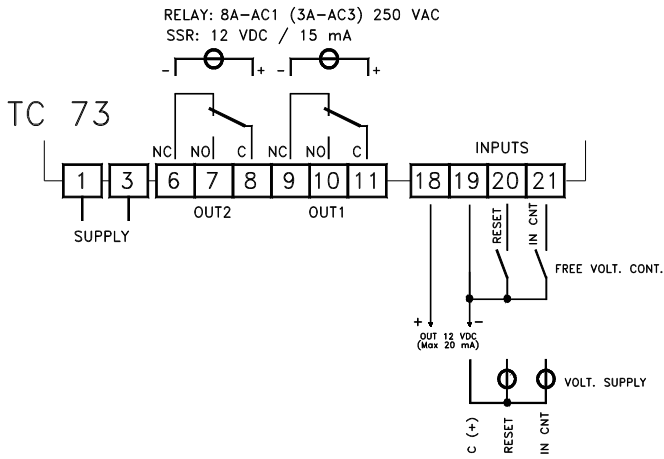 RELAY: 8A-AC1 (3A-AC3) 250 VAC
SSR: 12 VDC / 15 mA
- + - +
TC 73
NC NO C NC NO C INPUTS
1 3 6 7 8 9 10 11 18 19 20 21
SUPPLY OUT2 OUT1
RESET
IN CNT
FREE VOLT. CONT.
+ -
OUT 12 VDC
(Max 20 mA)
VOLT. SUPPLY
C (+)
RESET
IN CNT